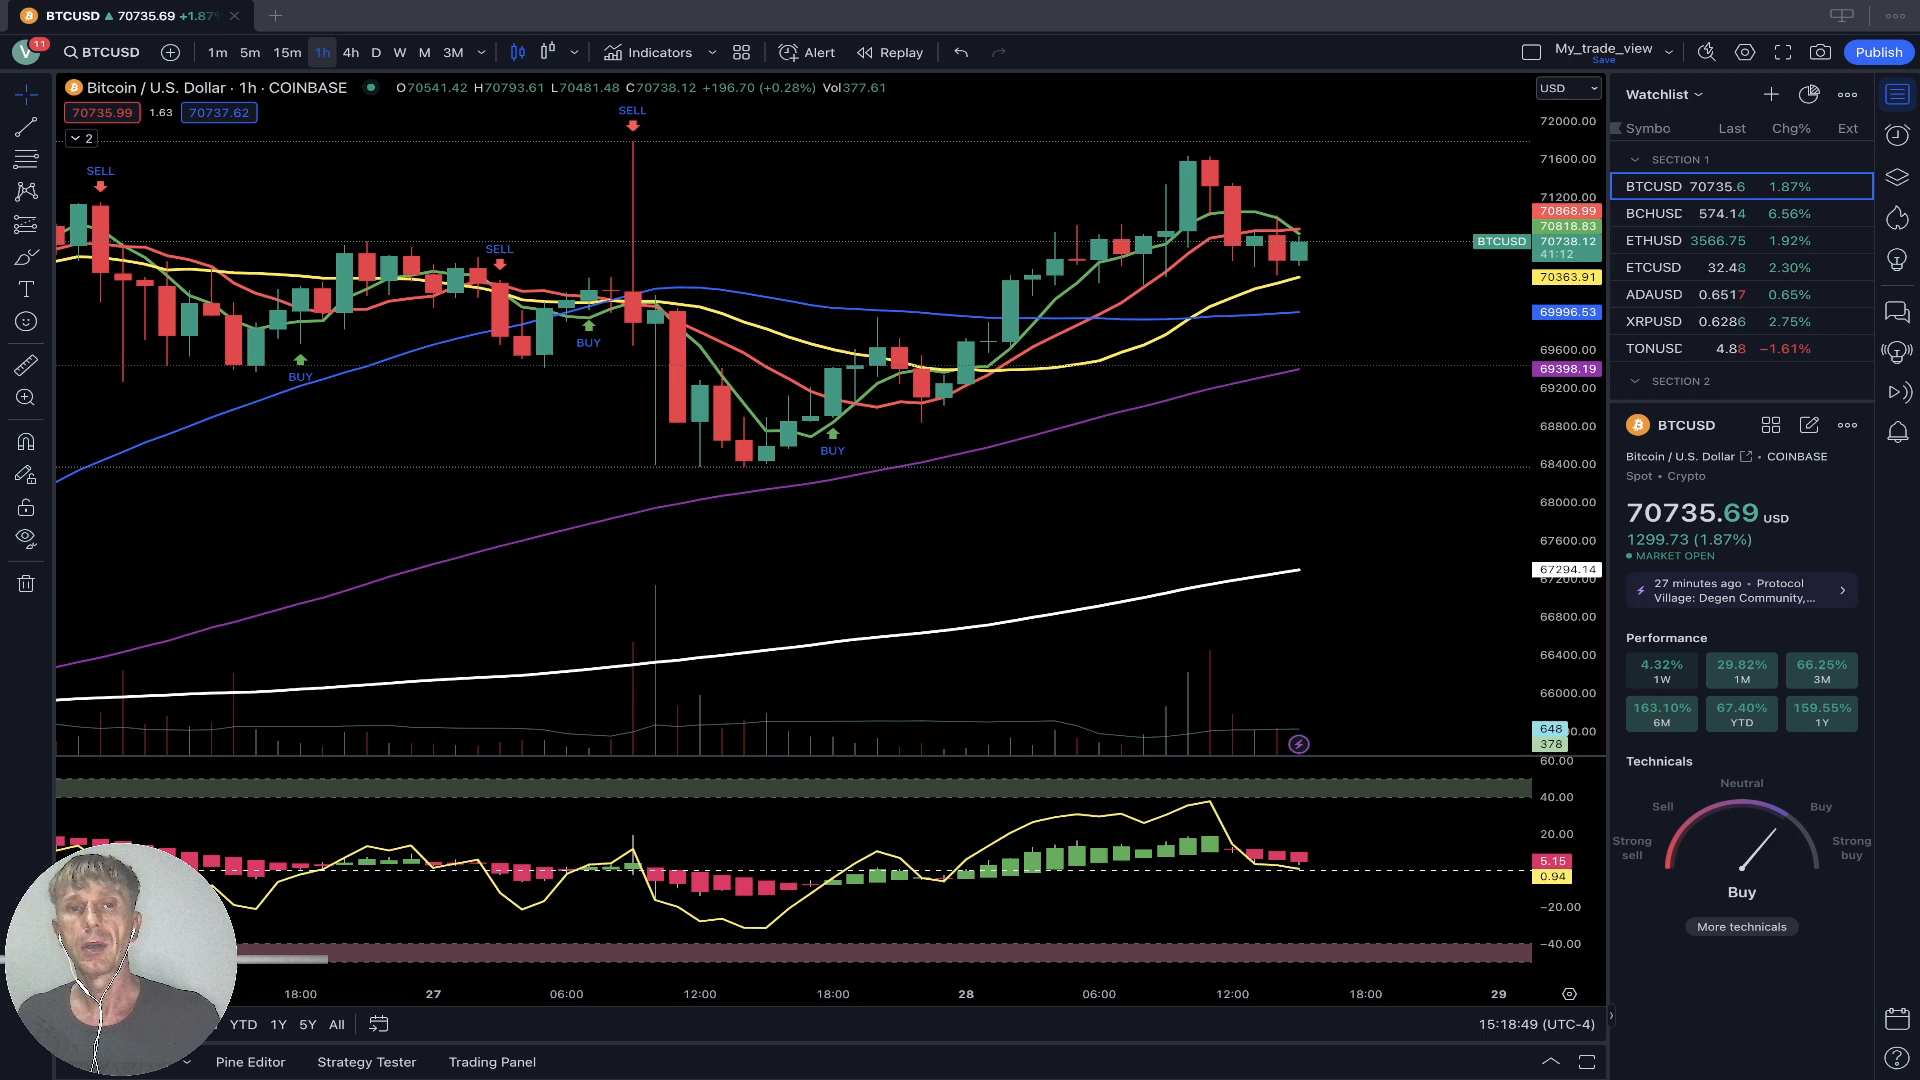 BTCUSD ▲ 70735.69 +1.87%
V 11 BTCUSD 1m 5m 15m 1h 4h D W M 3M Indicators Alert Replay My_trade_view Save Publish
Bitcoin / U.S. Dollar · 1h · COINBASE O70541.42 H70793.61 L70481.48 C70738.12 +196.70 (+0.28%) Vol377.61
70735.99 1.63 70737.62
2
SELL
SELL
SELL
BUY
BUY
BUY
USD
72000.00
71600.00
71200.00
70868.99
70818.83
BTCUSD 70738.12
41:12
70363.91
69996.53
69600.00
69398.19
69200.00
68800.00
68400.00
68000.00
67600.00
67294.14
67200.00
66800.00
66400.00
66000.00
648
378
60.00
40.00
20.00
5.15
0.94
−20.00
−40.00
18:00 27 06:00 12:00 18:00 28 06:00 12:00 18:00 29
YTD 1Y 5Y All
15:18:49 (UTC-4)
Pine Editor Strategy Tester Trading Panel
Watchlist
Symbo Last Chg% Ext
SECTION 1
BTCUSD 70735.6 1.87%
BCHUSD 574.14 6.56%
ETHUSD 3566.75 1.92%
ETCUSD 32.48 2.30%
ADAUSD 0.6517 0.65%
XRPUSD 0.6286 2.75%
TONUSD 4.88 −1.61%
SECTION 2
BTCUSD
Bitcoin / U.S. Dollar • COINBASE
Spot • Crypto
70735.69 USD
1299.73 (1.87%)
MARKET OPEN
27 minutes ago • Protocol
Village: Degen Community,...
Performance
4.32% 29.82% 66.25%
1W 1M 3M
163.10% 67.40% 159.55%
6M YTD 1Y
Technicals
Neutral
Sell Buy
Strong sell Strong buy
Buy
More technicals